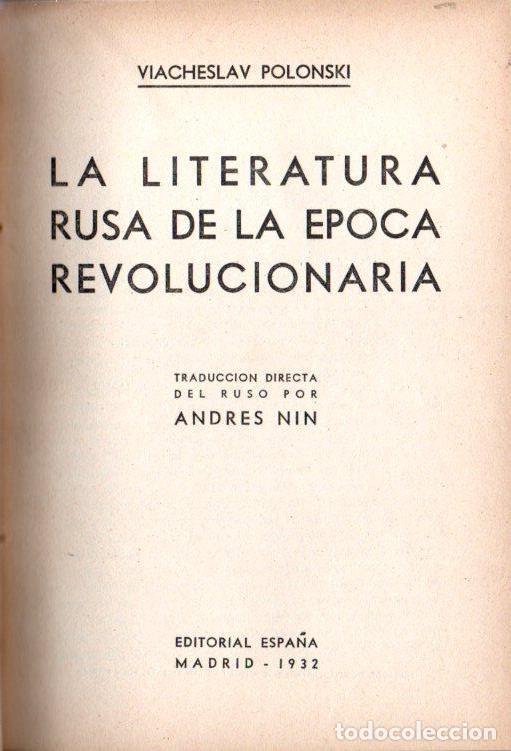 VIACHESLAV POLONSKI
LA LITERATURA
RUSA DE LA EPOCA
REVOLUCIONARIA
TRADUCCION DIRECTA
DEL RUSO POR
ANDRES NIN
EDITORIAL ESPAÑA
MADRID - 1932
todocoleccion